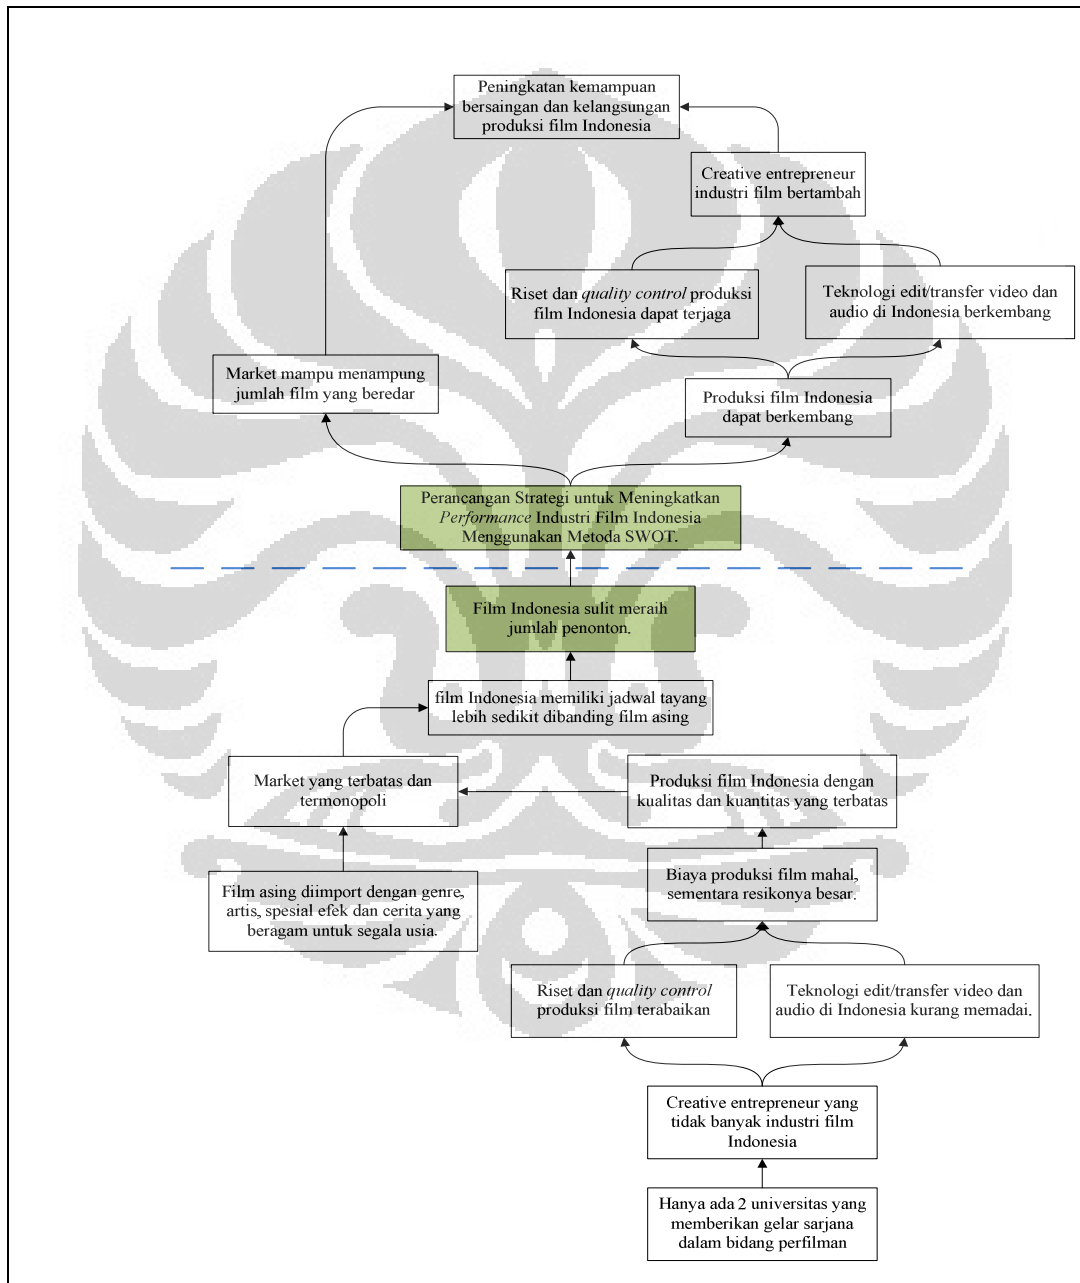 Peningkatan kemampuan
bersaingan dan kelangsungan
produksi film Indonesia
Creative entrepreneur
industri film bertambah
Riset dan quality control produksi
film Indonesia dapat terjaga
Teknologi edit/transfer video dan
audio di Indonesia berkembang
Market mampu menampung
jumlah film yang beredar
Produksi film Indonesia
dapat berkembang
Perancangan Strategi untuk Meningkatkan
Performance Industri Film Indonesia
Menggunakan Metoda SWOT.
Film Indonesia sulit meraih
jumlah penonton.
film Indonesia memiliki jadwal tayang
lebih sedikit dibanding film asing
Market yang terbatas dan
termonopoli
Produksi film Indonesia dengan
kualitas dan kuantitas yang terbatas
Film asing diimport dengan genre,
artis, spesial efek dan cerita yang
beragam untuk segala usia.
Biaya produksi film mahal,
sementara resikonya besar.
Riset dan quality control
produksi film terabaikan
Teknologi edit/transfer video dan
audio di Indonesia kurang memadai.
Creative entrepreneur yang
tidak banyak industri film
Indonesia
Hanya ada 2 universitas yang
memberikan gelar sarjana
dalam bidang perfilman